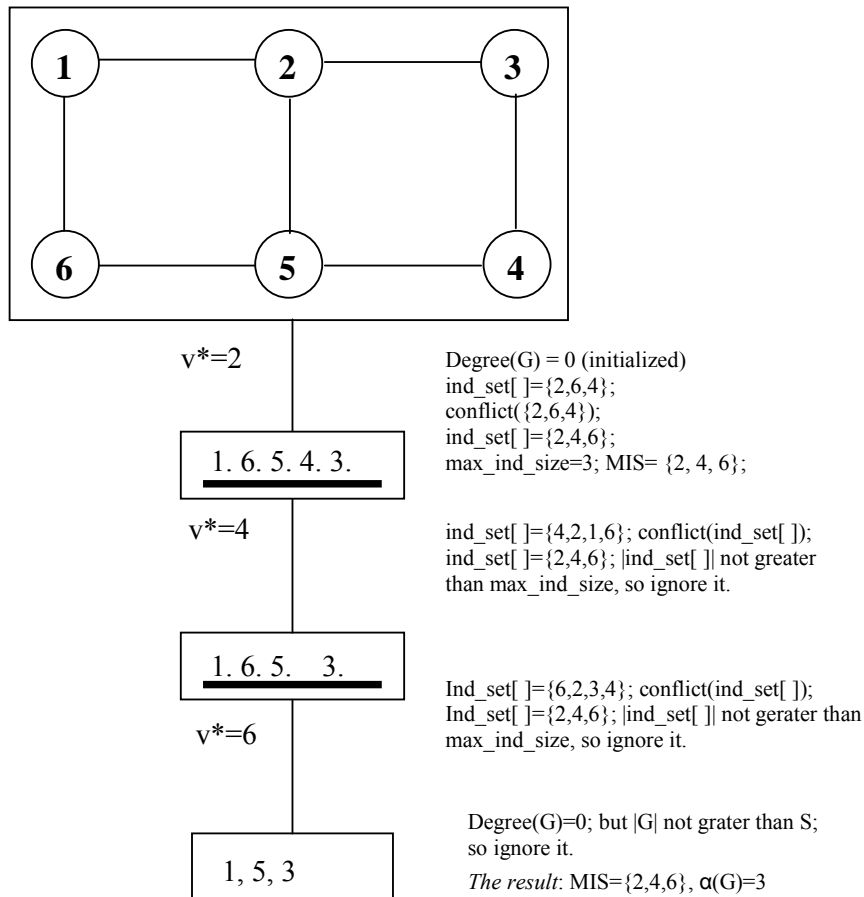 1 2 3
6 5 4
v*=2
Degree(G) = 0 (initialized)
ind_set[ ]={2,6,4};
conflict({2,6,4});
ind_set[ ]={2,4,6};
max_ind_size=3; MIS= {2, 4, 6};
1. 6. 5. 4. 3.
v*=4
ind_set[ ]={4,2,1,6}; conflict(ind_set[ ]);
ind_set[ ]={2,4,6}; |ind_set[ ]| not greater
than max_ind_size, so ignore it.
1. 6. 5. 3.
Ind_set[ ]={6,2,3,4}; conflict(ind_set[ ]);
Ind_set[ ]={2,4,6}; |ind_set[ ]| not gerater than
max_ind_size, so ignore it.
v*=6
Degree(G)=0; but |G| not grater than S;
so ignore it.
1, 5, 3
The result: MIS={2,4,6}, α(G)=3